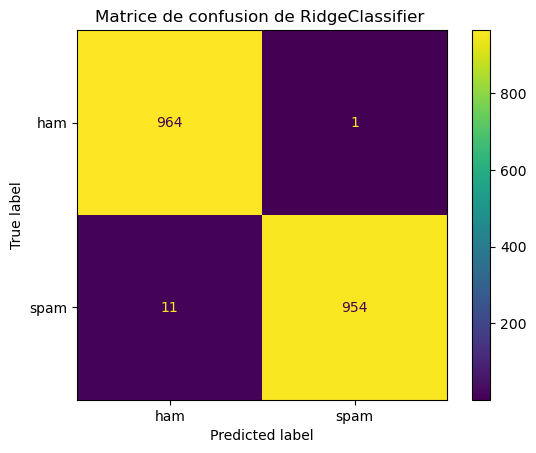 Matrice de confusion de RidgeClassifier
ham
964
1
spam
11
954
ham
spam
Predicted label
True label
800
600
400
200